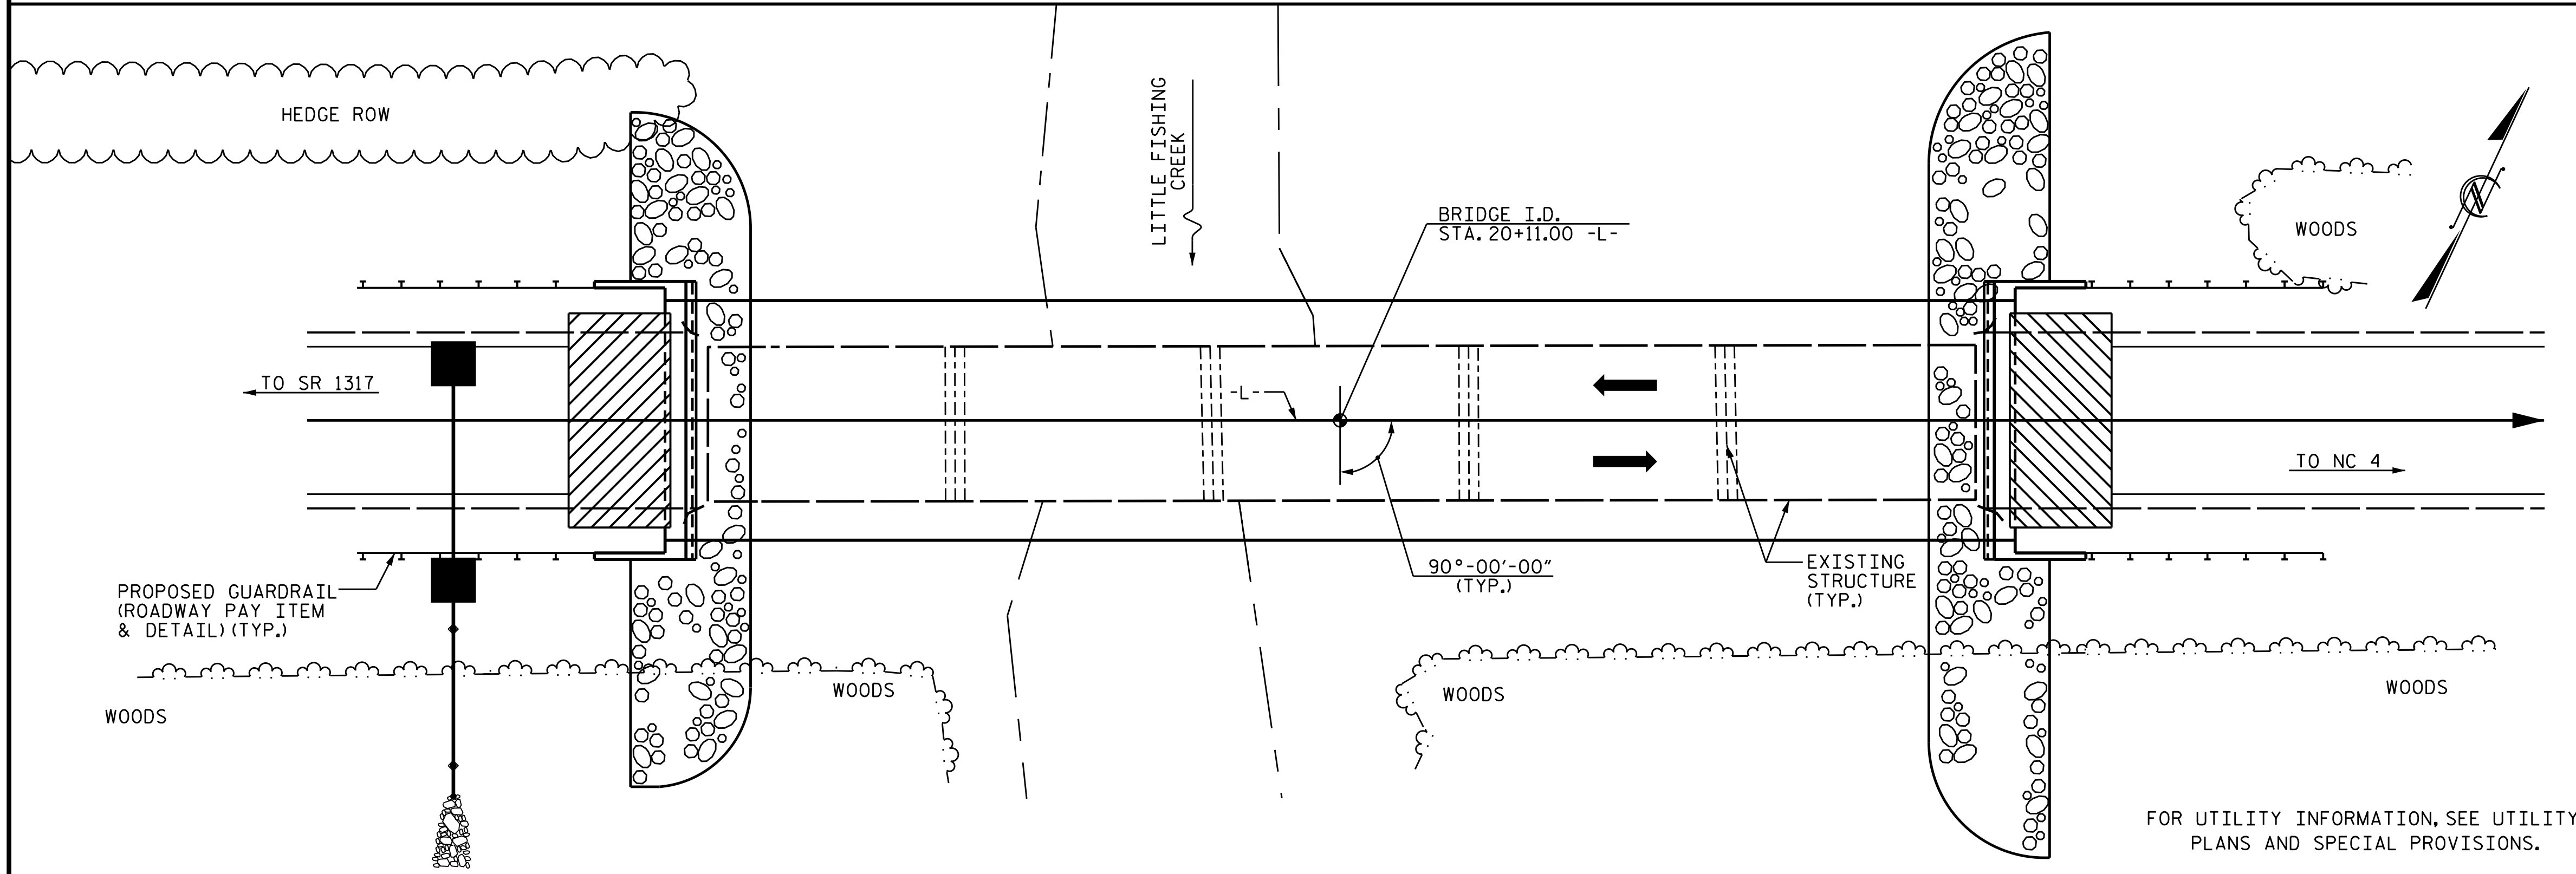 HEDGE ROW
LITTLE FISHING
CREEK
BRIDGE I.D.
STA. 20+11.00 -L-
WOODS
N
TO SR 1317
-L-
TO NC 4
PROPOSED GUARDRAIL
(ROADWAY PAY ITEM
& DETAIL)(TYP.)
90°-00'-00"
(TYP.)
EXISTING
STRUCTURE
(TYP.)
WOODS
WOODS
WOODS
WOODS
FOR UTILITY INFORMATION, SEE UTILITY
PLANS AND SPECIAL PROVISIONS.